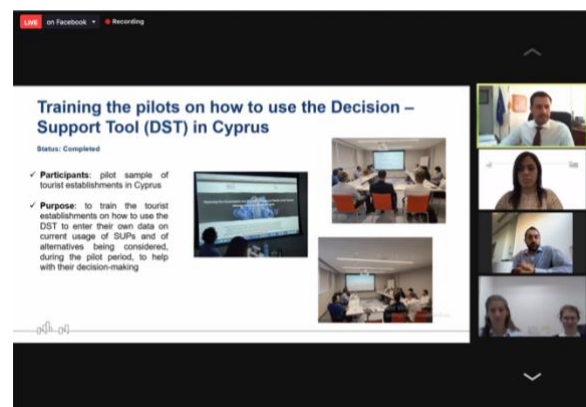 LIVE on Facebook Recording
Training the pilots on how to use the Decision –
Support Tool (DST) in Cyprus
Status: Completed
✓ Participants: pilot sample of
tourist establishments in Cyprus
✓ Purpose: to train the tourist
establishments on how to use the
DST to enter their own data on
current usage of SUPs and of
alternatives being considered,
during the pilot period, to help
with their decision-making